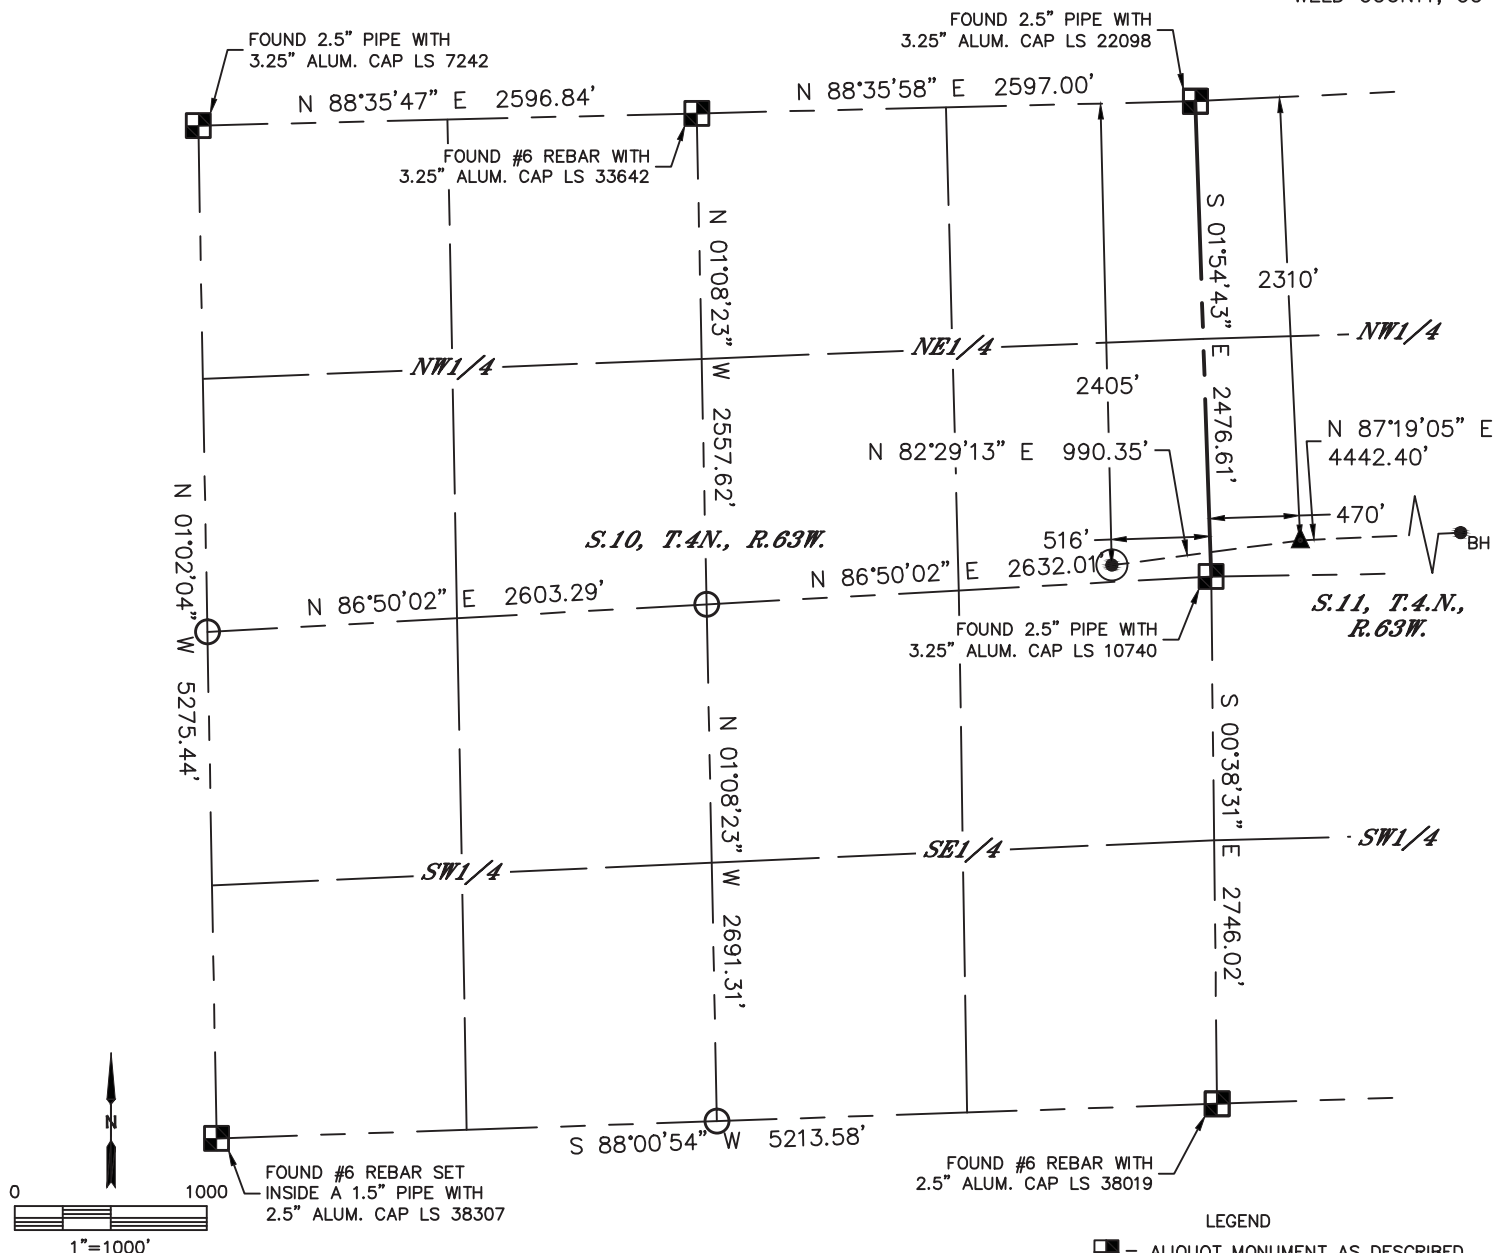 FOUND 2.5" PIPE WITH
3.25" ALUM. CAP LS 7242
FOUND 2.5" PIPE WITH
3.25" ALUM. CAP LS 22098
N 88°35'47" E 2596.84'
N 88°35'58" E 2597.00'
FOUND #6 REBAR WITH
3.25" ALUM. CAP LS 33642
N 01°08'23" W 2557.62'
S 01°54'43" E 2476.61'
2310'
NW1/4
NE1/4
NW1/4
2405'
N 82°29'13" E 990.35'
N 87°19'05" E
4442.40'
N 01°02'04" W 5275.44'
S.10, T.4N., R.63W.
516'
470'
BH
N 86°50'02" E 2603.29'
N 86°50'02" E 2632.01'
S.11, T.4.N.,
R.63W.
FOUND 2.5" PIPE WITH
3.25" ALUM. CAP LS 10740
N 01°08'23" W 2691.31'
S 00°38'31" E 2746.02'
SW1/4
SE1/4
SW1/4
N
S 88°00'54" W 5213.58'
FOUND #6 REBAR SET
INSIDE A 1.5" PIPE WITH
2.5" ALUM. CAP LS 38307
FOUND #6 REBAR WITH
2.5" ALUM. CAP LS 38019
0 1000
1"=1000'
LEGEND
= ALIQUOT MONUMENT AS DESCRIBED